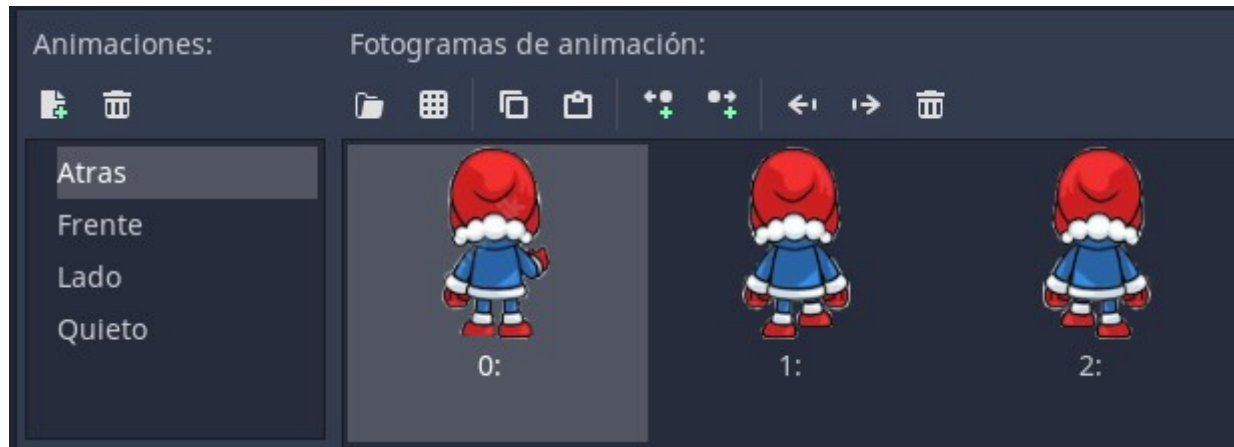 Animaciones:
Fotogramas de animación:
Atras
Frente
Lado
Quieto
0:
1:
2: